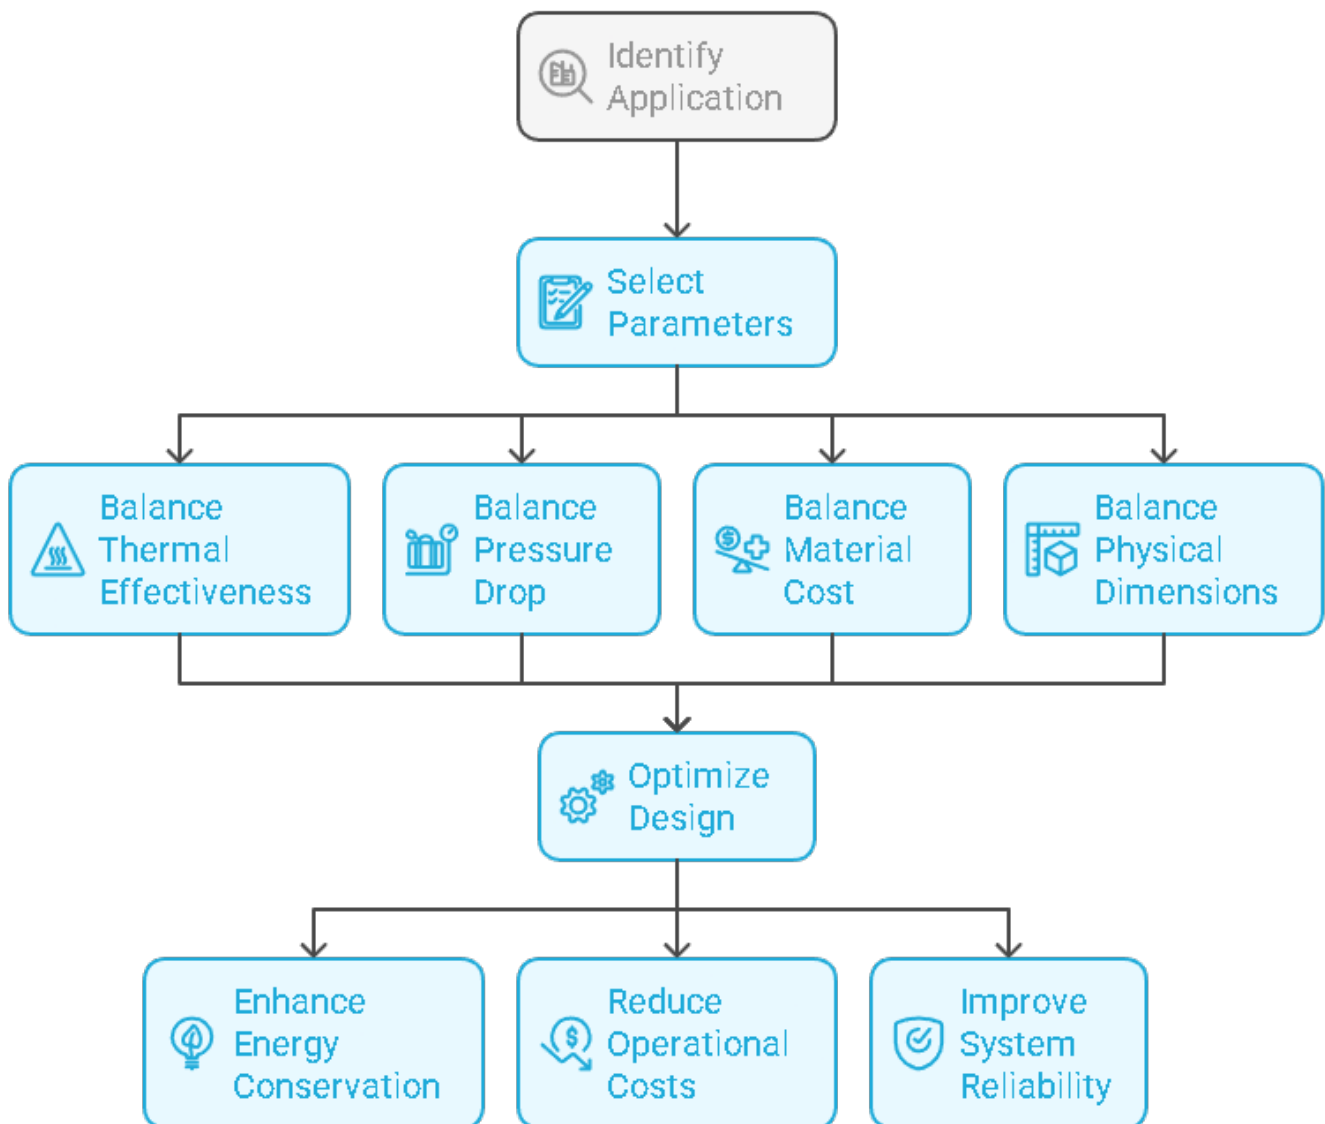 Identify
Application
Select
Parameters
Balance
Thermal
Effectiveness
Balance
Pressure
Drop
Balance
Material
Cost
Balance
Physical
Dimensions
Optimize
Design
Enhance
Energy
Conservation
Reduce
Operational
Costs
Improve
System
Reliability